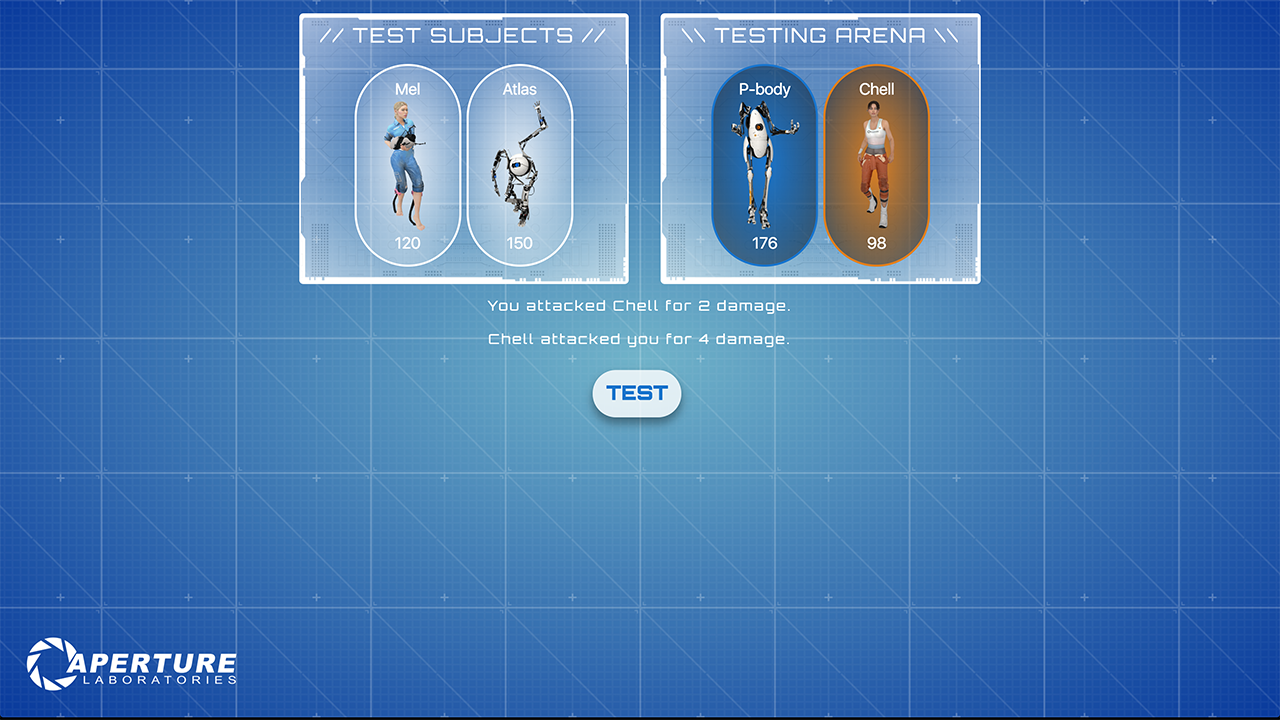 // TEST SUBJECTS //
Mel
Atlas
120
150
\\ TESTING ARENA \\
P-body
Chell
176
98
You attacked Chell for 2 damage.
Chell attacked you for 4 damage.
TEST
APERTURE
LABORATORIES